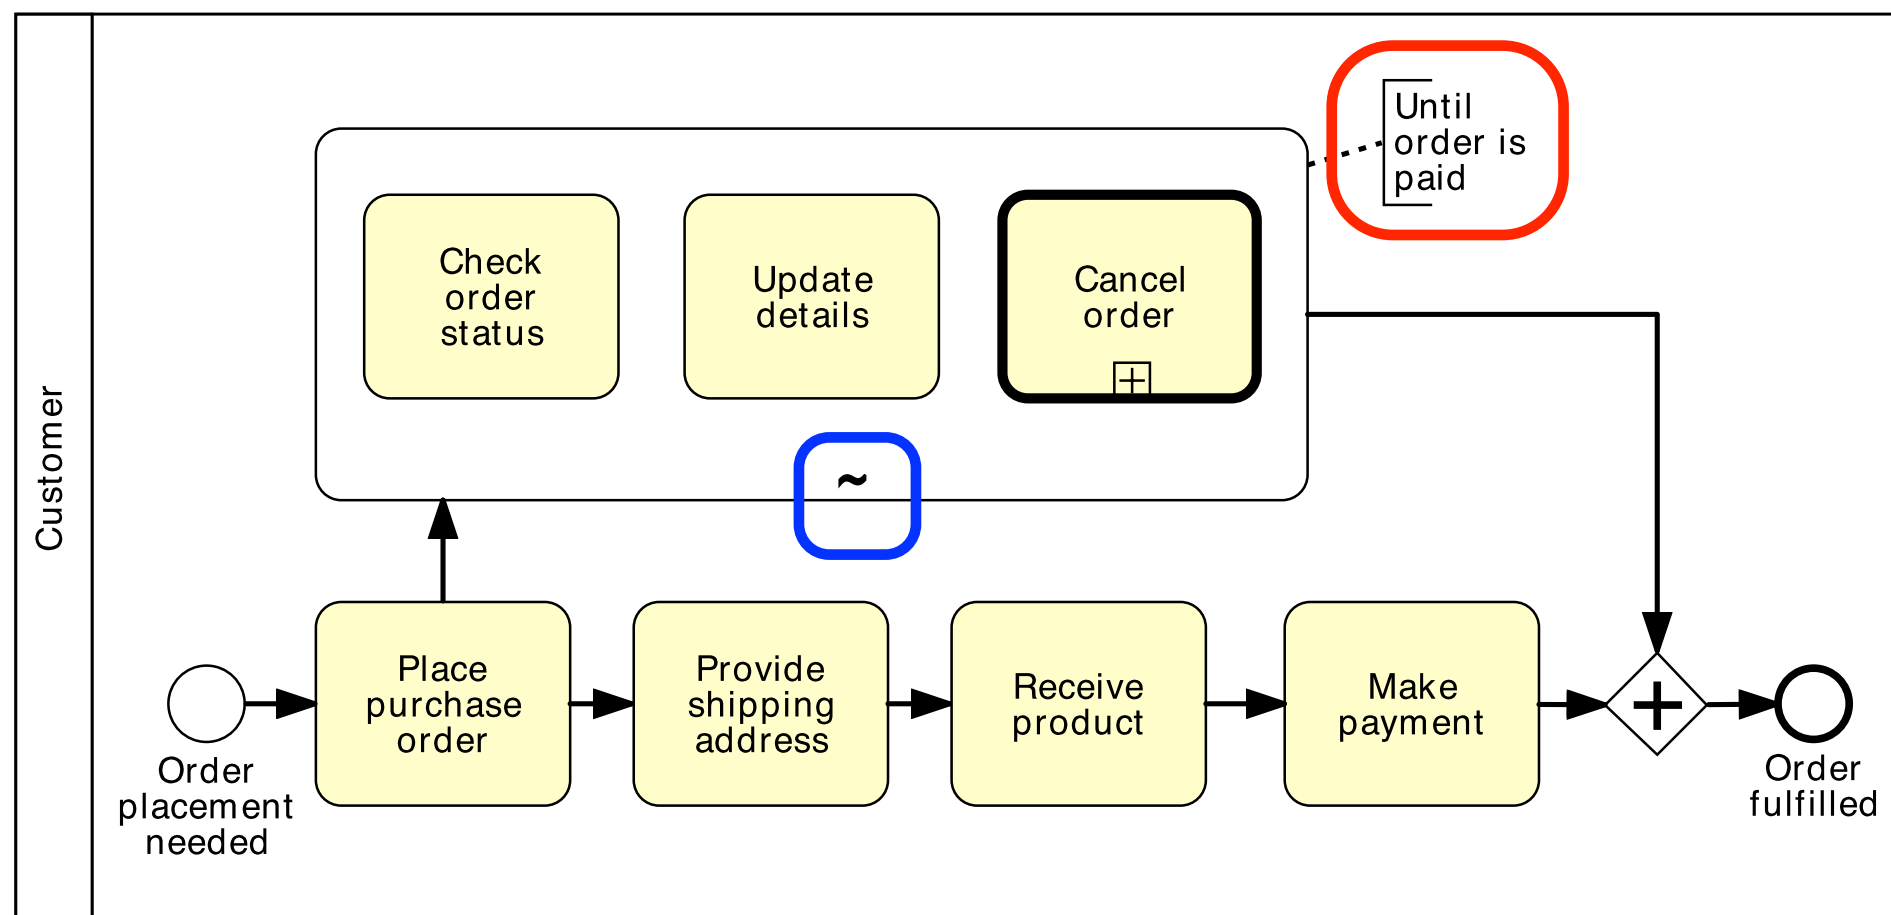 Customer
Until
order is
paid
Check
order
status
Update
details
Cancel
order
~
Place
purchase
order
Provide
shipping
address
Receive
product
Make
payment
Order
placement
needed
Order
fulfilled